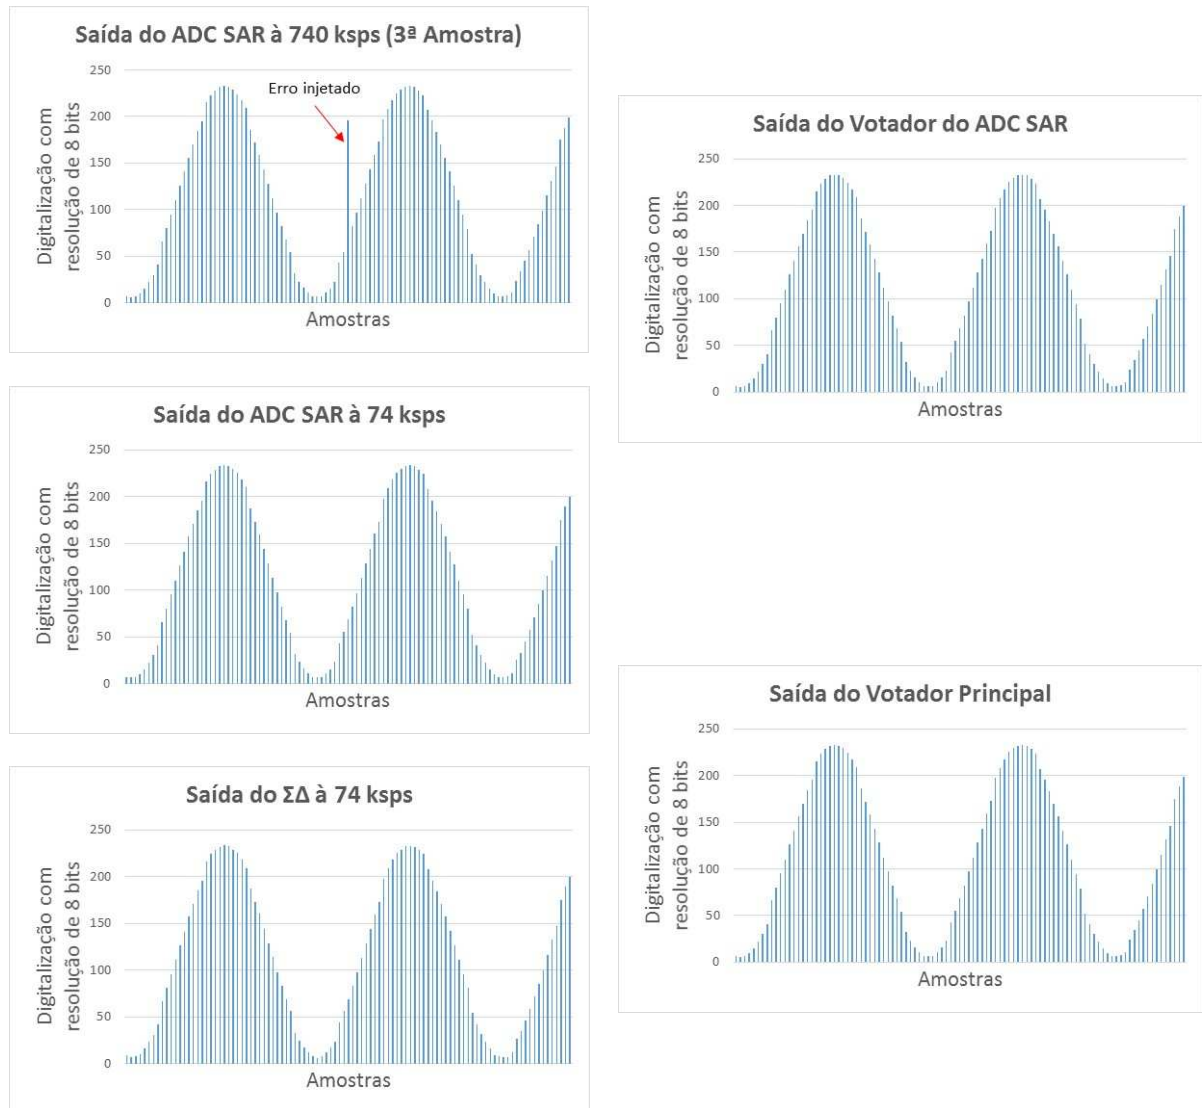 Saída do ADC SAR à 740 ksps (3ª Amostra)
Digitalização com
resolução de 8 bits
250
200
150
100
50
0
Erro injetado
Amostras
Saída do Votador do ADC SAR
Digitalização com
resolução de 8 bits
250
200
150
100
50
0
Amostras
Saída do ADC SAR à 74 ksps
Digitalização com
resolução de 8 bits
250
200
150
100
50
0
Amostras
Saída do Votador Principal
Digitalização com
resolução de 8 bits
250
200
150
100
50
0
Amostras
Saída do ΣΔ à 74 ksps
Digitalização com
resolução de 8 bits
250
200
150
100
50
0
Amostras